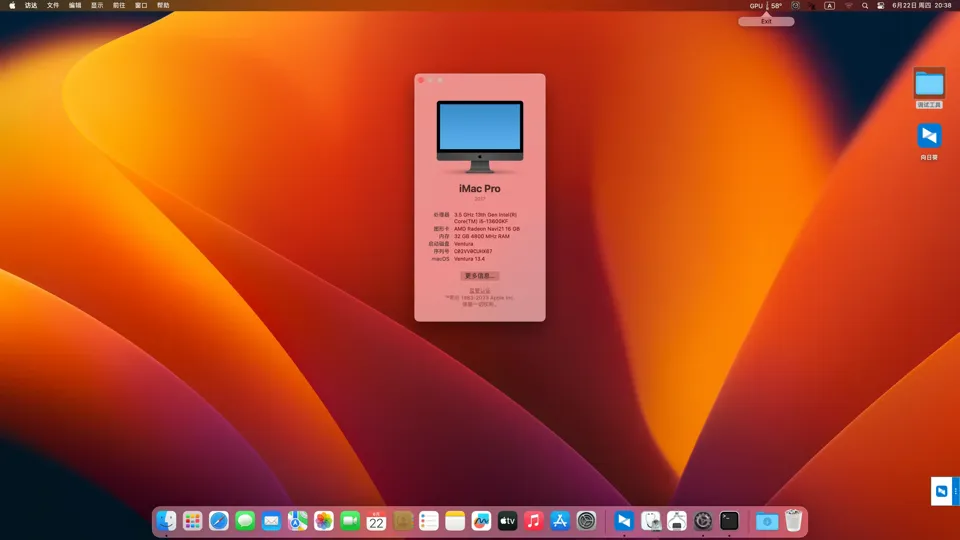 访达 文件 编辑 显示 前往 窗口 帮助
GPU 58° A 6月22日 周四 20:38
Exit
调试工具
向日葵
iMac Pro
2017
处理器 3.5 GHz 13th Gen Intel(R)
Core(TM) i5-13600KF
图形卡 AMD Radeon Navi21 16 GB
内存 32 GB 4800 MHz RAM
启动磁盘 Ventura
序列号
macOS Ventura 13.4
更多信息...
监管认证
™和© 1983-2023 Apple Inc.
保留一切权利。
6月
22
tv